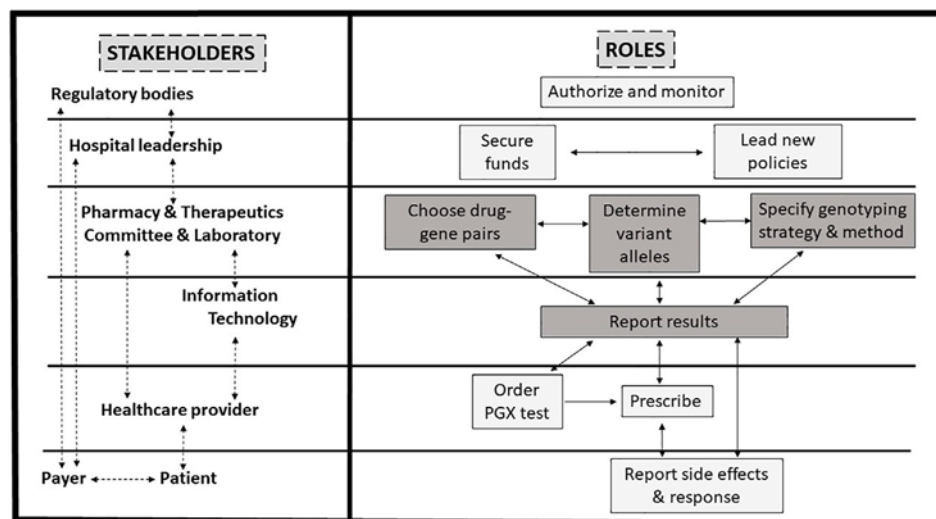 STAKEHOLDERS
ROLES
Regulatory bodies
Authorize and monitor
Hospital leadership
Secure
funds
Lead new
policies
Pharmacy & Therapeutics
Committee & Laboratory
Choose drug-
gene pairs
Determine
variant
alleles
Specify genotyping
strategy & method
Information
Technology
Report results
Healthcare provider
Order
PGX test
Prescribe
Payer
Patient
Report side effects
& response